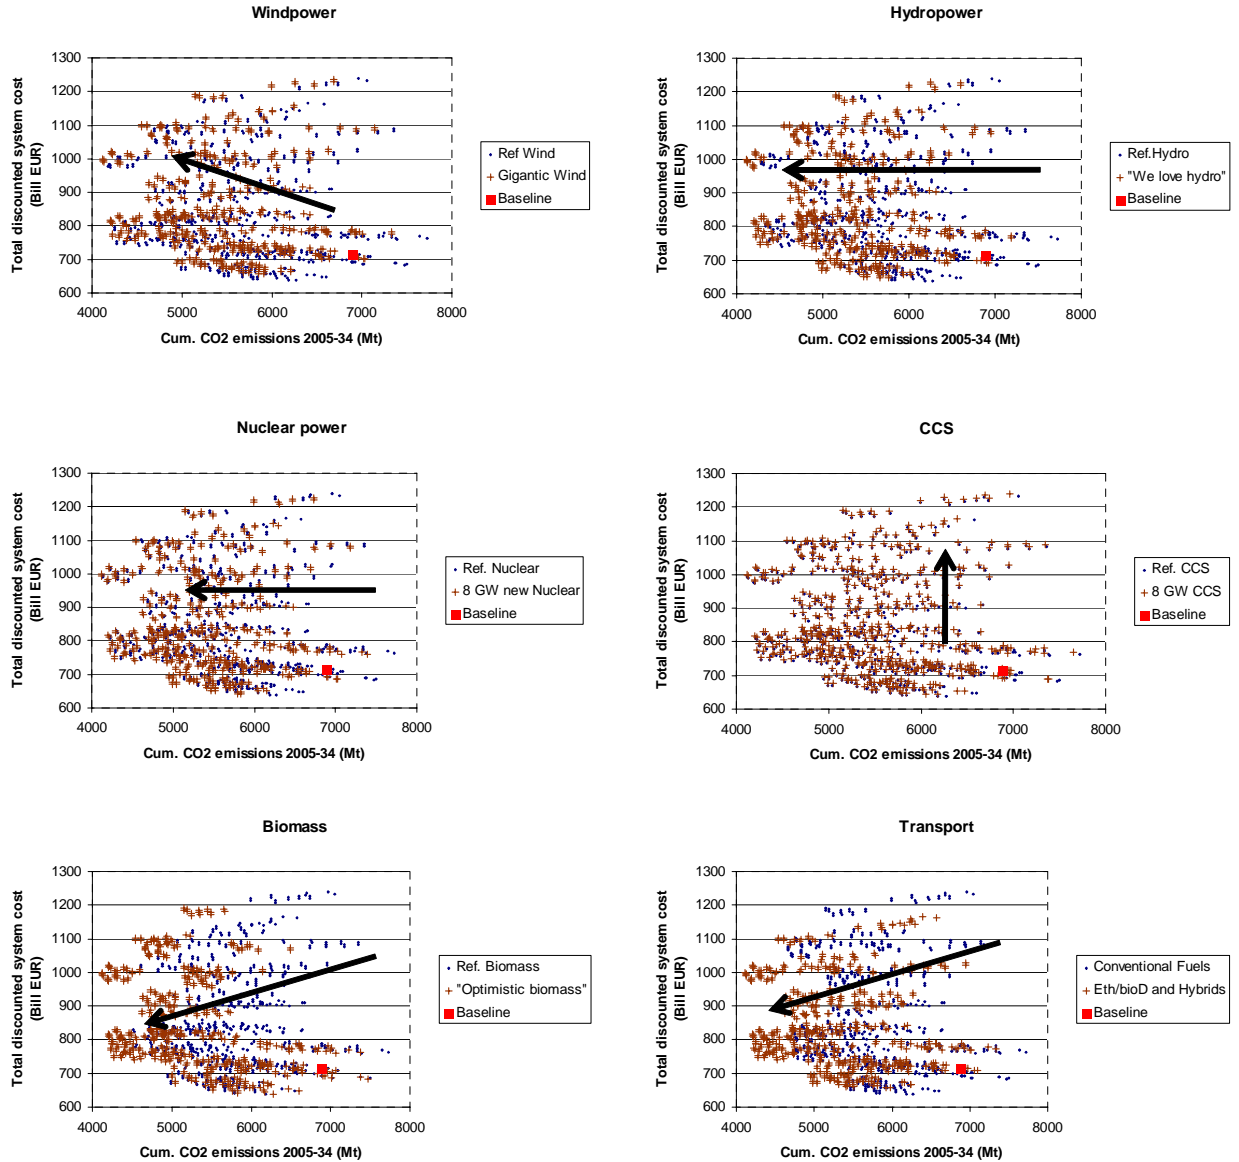 Windpower
Total discounted system cost
(Bill EUR)
1300
1200
1100
1000
900
800
700
600
4000 5000 6000 7000 8000
Cum. CO2 emissions 2005-34 (Mt)
Ref Wind
Gigantic Wind
Baseline
Hydropower
Total discounted system cost
(Bill EUR)
1300
1200
1100
1000
900
800
700
600
4000 5000 6000 7000 8000
Cum. CO2 emissions 2005-34 (Mt)
Ref.Hydro
"We love hydro"
Baseline
Nuclear power
Total discounted system cost
(Bill EUR)
1300
1200
1100
1000
900
800
700
600
4000 5000 6000 7000 8000
Cum. CO2 emissions 2005-34 (Mt)
Ref. Nuclear
8 GW new Nuclear
Baseline
CCS
Total discounted system cost
(Bill EUR)
1300
1200
1100
1000
900
800
700
600
4000 5000 6000 7000 8000
Cum. CO2 emissions 2005-34 (Mt)
Ref. CCS
8 GW CCS
Baseline
Biomass
Total discounted system cost
(Bill EUR)
1300
1200
1100
1000
900
800
700
600
4000 5000 6000 7000 8000
Cum. CO2 emissions 2005-34 (Mt)
Ref. Biomass
"Optimistic biomass"
Baseline
Transport
Total discounted system cost
(Bill EUR)
1300
1200
1100
1000
900
800
700
600
4000 5000 6000 7000 8000
Cum. CO2 emissions 2005-34 (Mt)
Conventional Fuels
Eth/bioD and Hybrids
Baseline